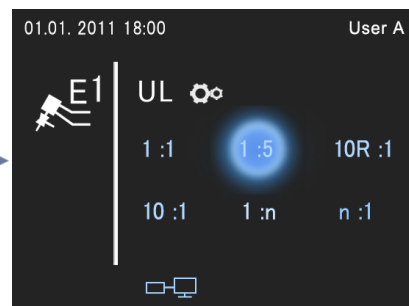 01.01. 2011 18:00 User A
E1
UL
1 :1 1 :5 10R :1
10 :1 1 :n n :1